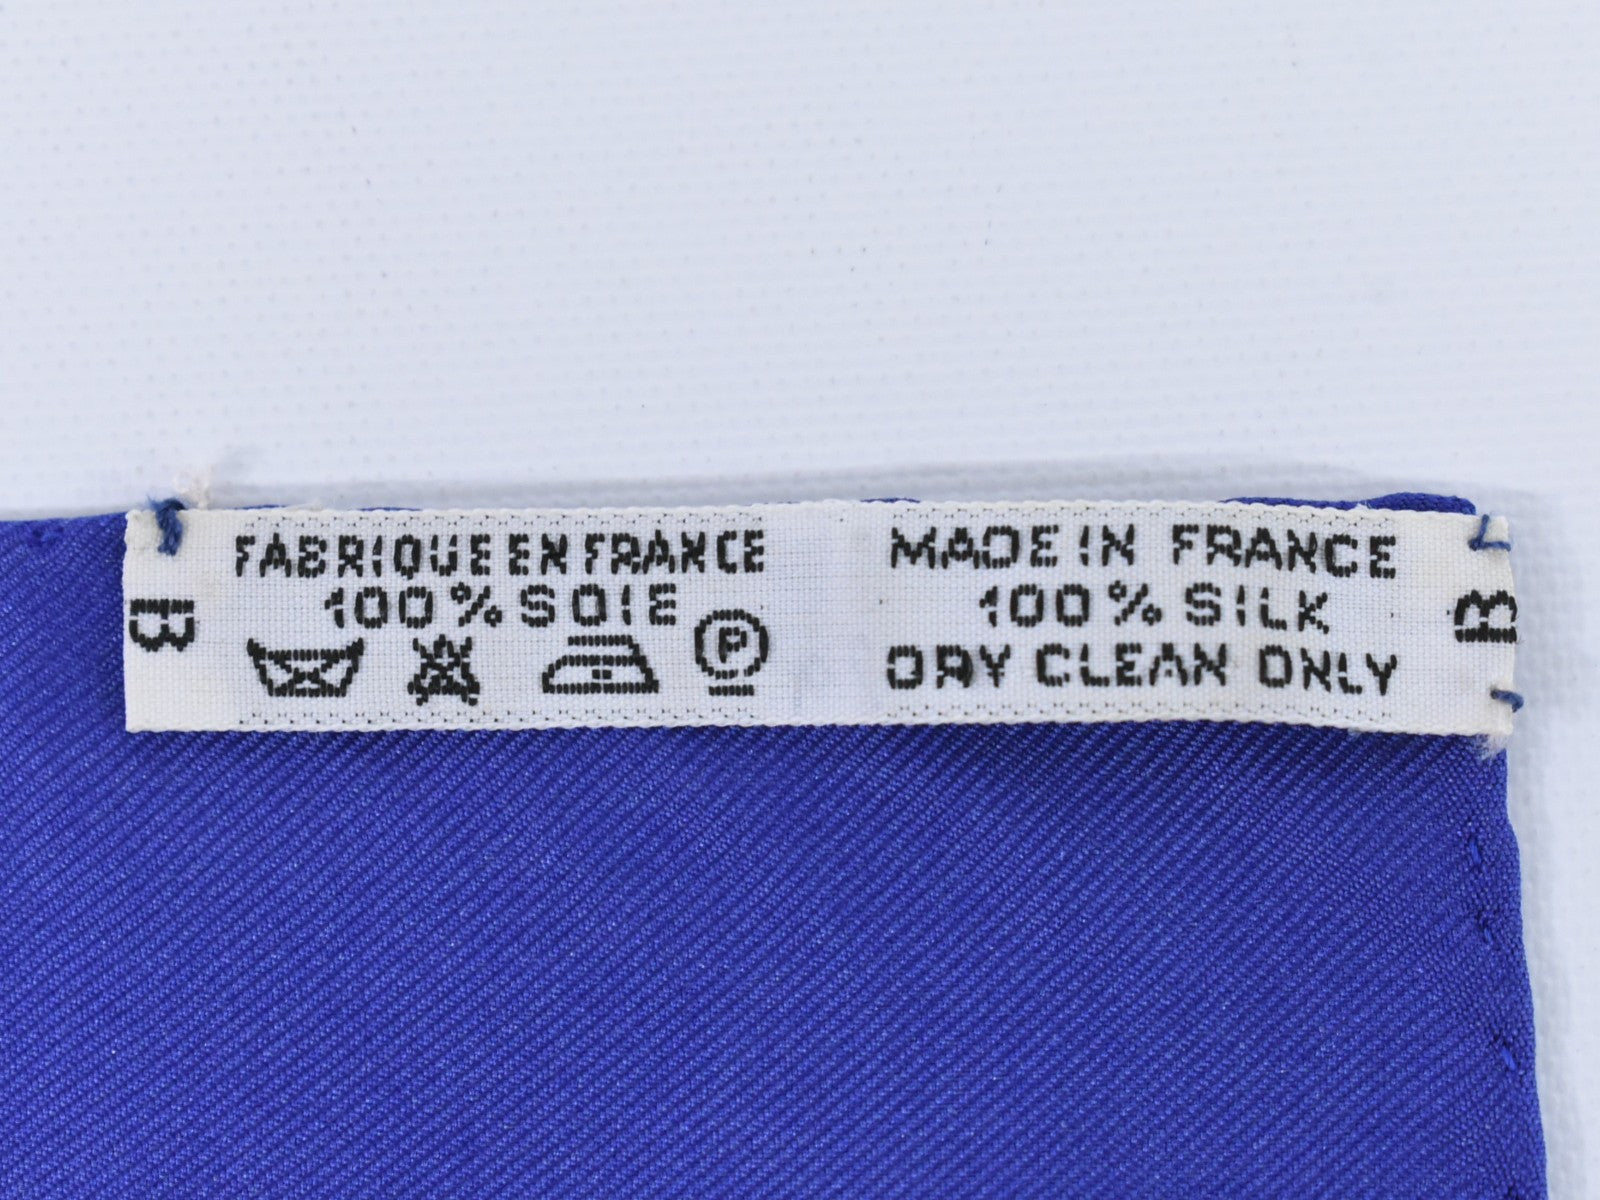 FABRIQUE EN FRANCE
100% SOIE
P
B
MADE IN FRANCE
100% SILK
DRY CLEAN ONLY
B